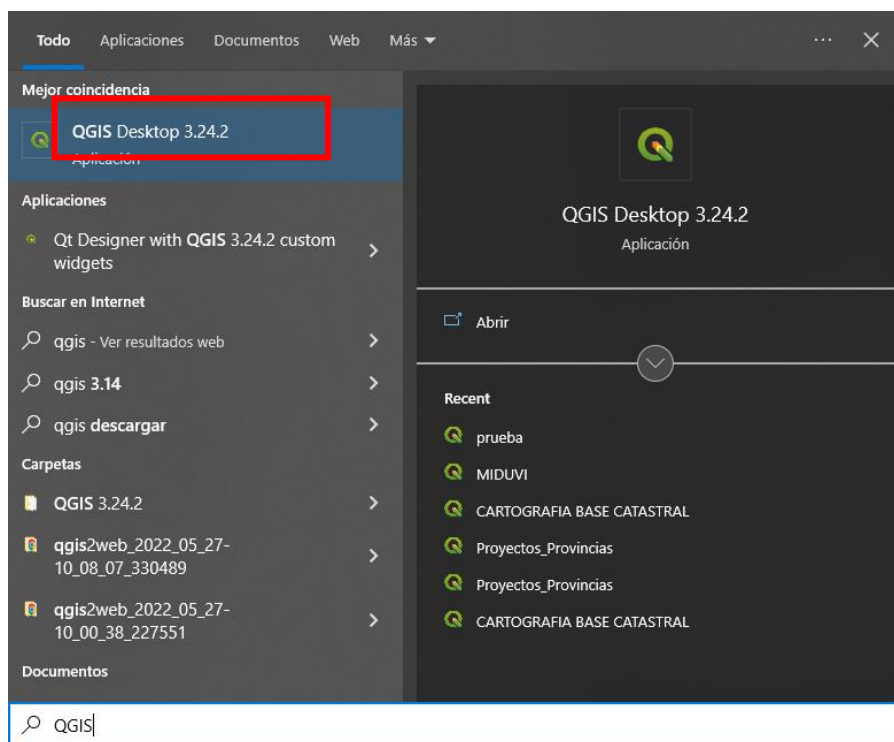 Todo Aplicaciones Documentos Web Más
Mejor coincidencia
QGIS Desktop 3.24.2
Aplicación
Aplicaciones
Qt Designer with QGIS 3.24.2 custom
widgets
Buscar en Internet
qgis - Ver resultados web
qgis 3.14
qgis descargar
Carpetas
QGIS 3.24.2
qgis2web_2022_05_27-
10_08_07_330489
qgis2web_2022_05_27-
10_00_38_227551
Documentos
QGIS Desktop 3.24.2
Aplicación
Abrir
Recent
prueba
MIDUVI
CARTOGRAFIA BASE CATASTRAL
Proyectos_Provincias
Proyectos_Provincias
CARTOGRAFIA BASE CATASTRAL
QGIS